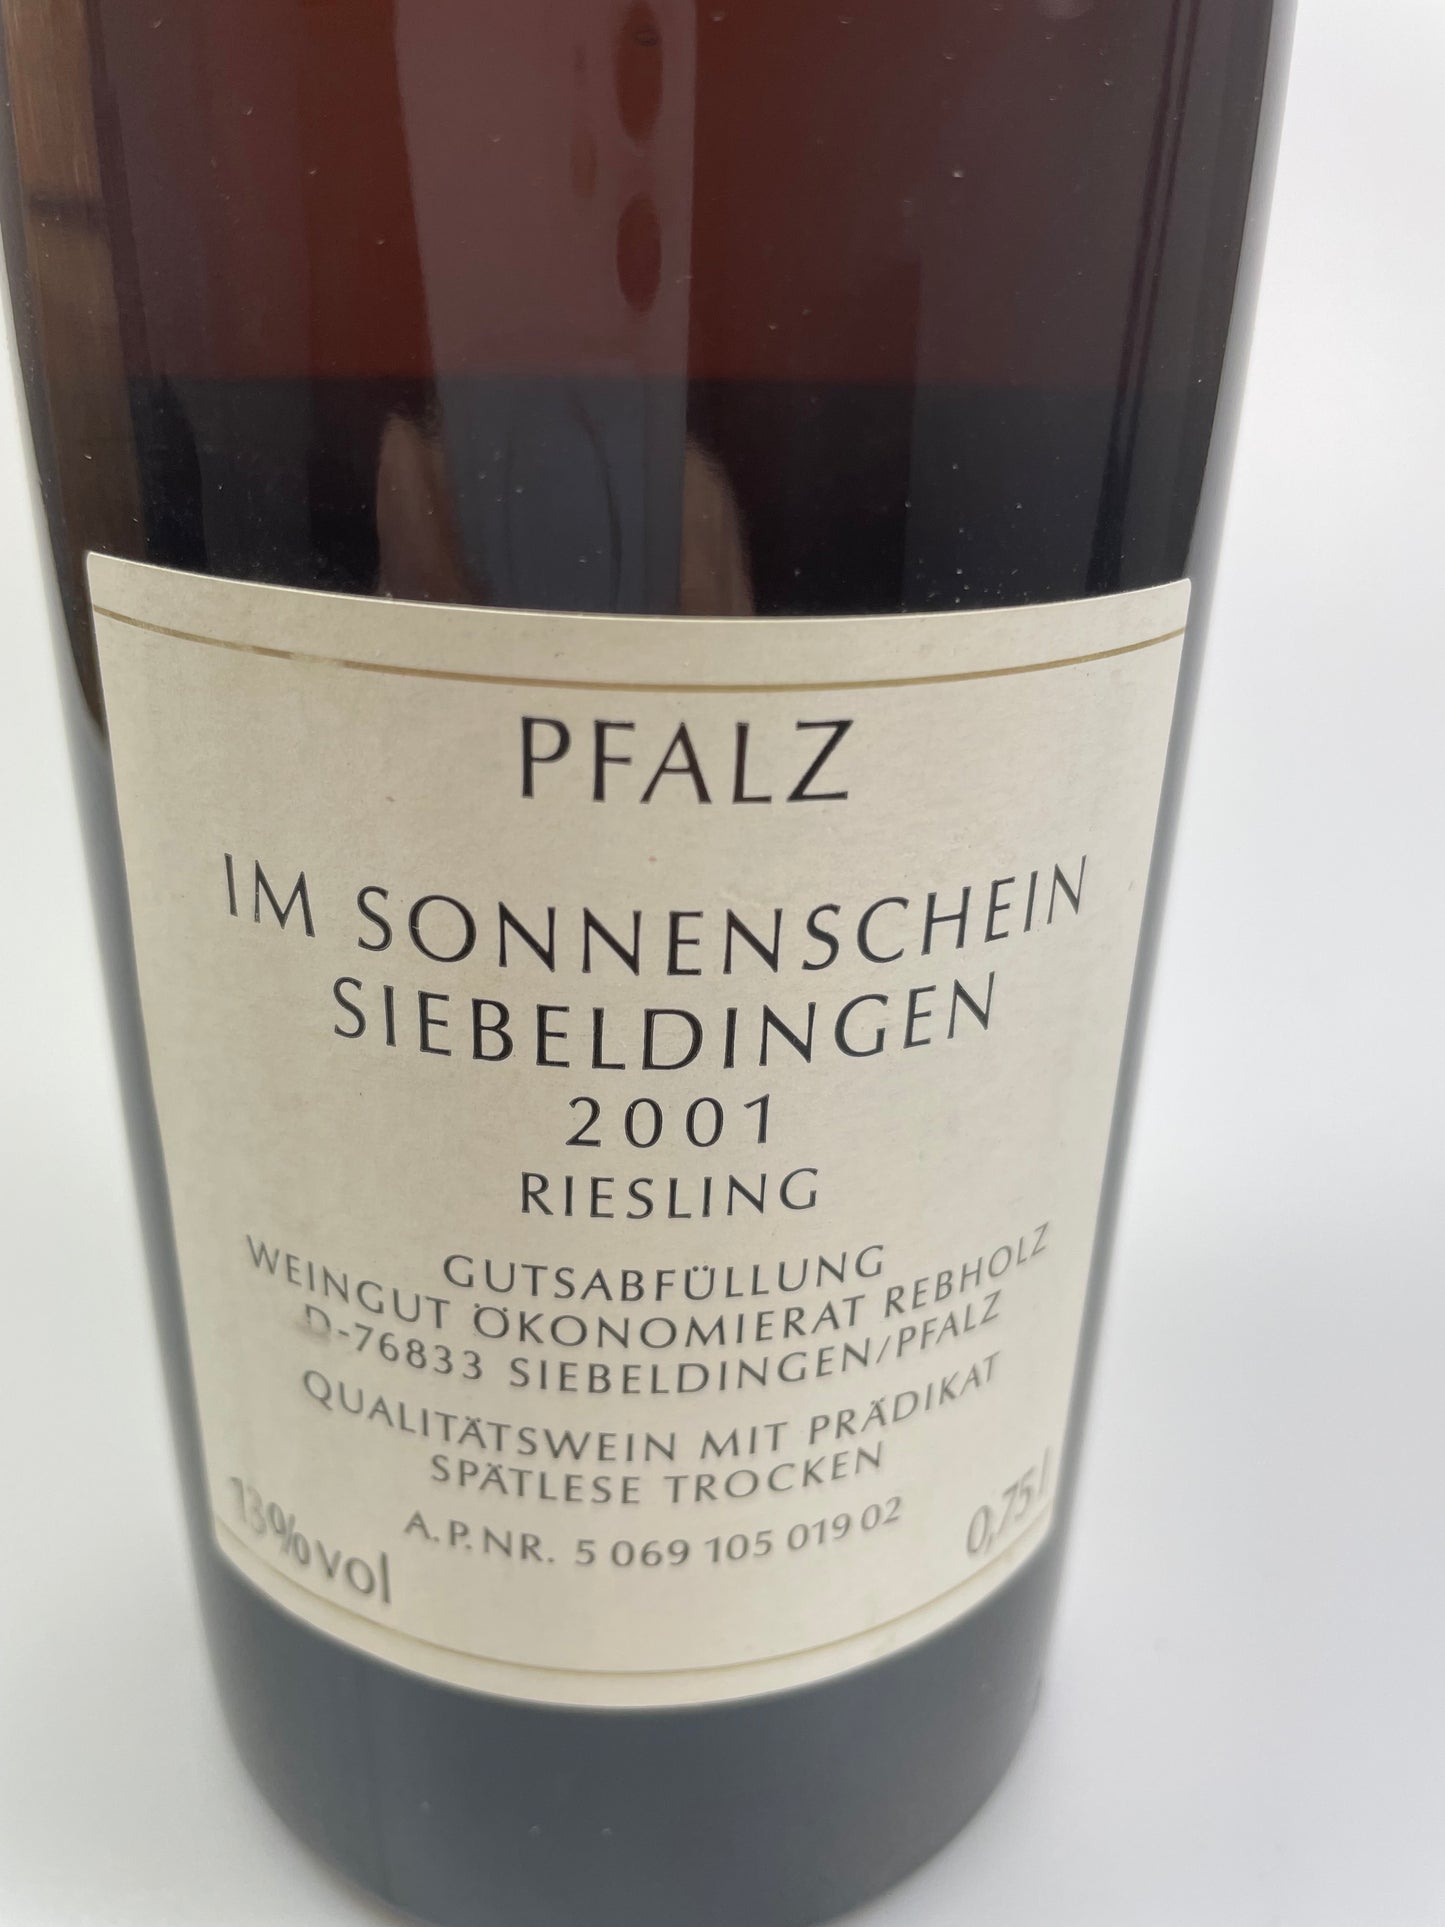 PFALZ
IM SONNENSCHEIN
SIEBELDINGEN
2001
RIESLING
GUTSABFÜLLUNG
WEINGUT ÖKONOMIERAT REBHOLZ
D-76833 SIEBELDINGEN/PFALZ
QUALITÄTSWEIN MIT PRÄDIKAT
SPÄTLESE TROCKEN
13%vol A.P.NR. 5 069 105 019 02 0,75 l